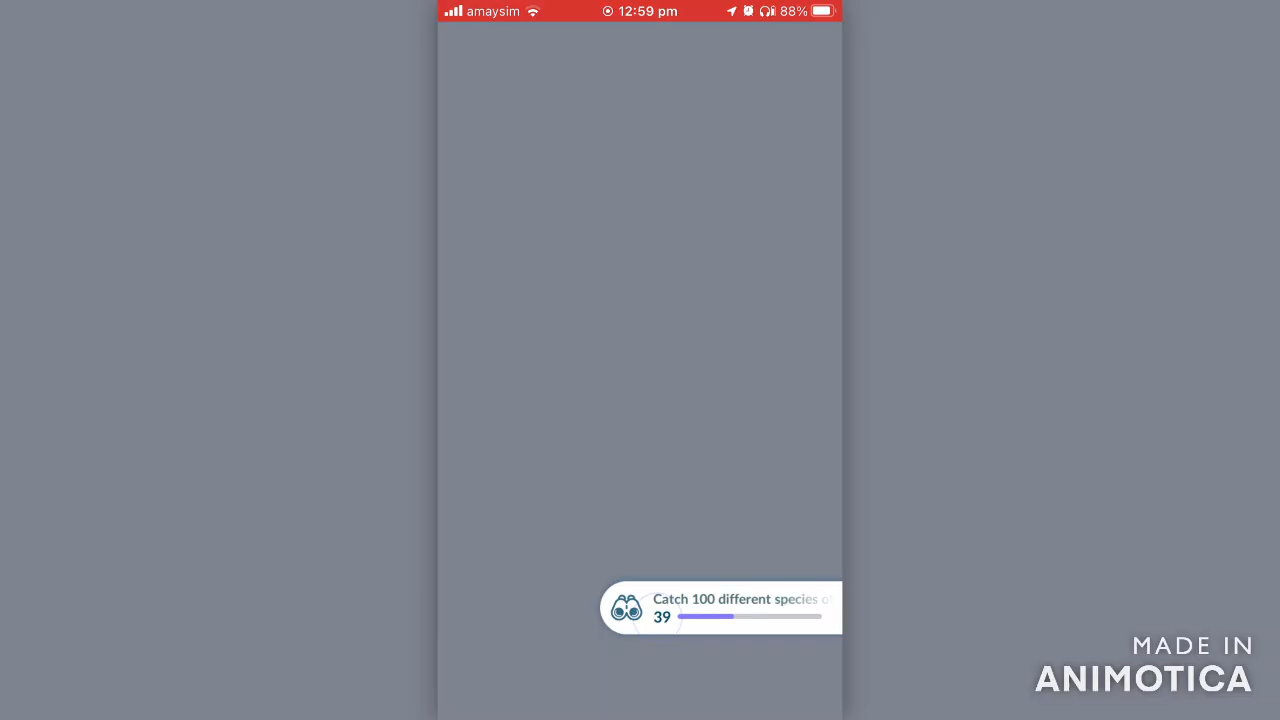 amaysim
12:59 pm
88%
Catch 100 different species
39
MADE IN
ANIMOTICA